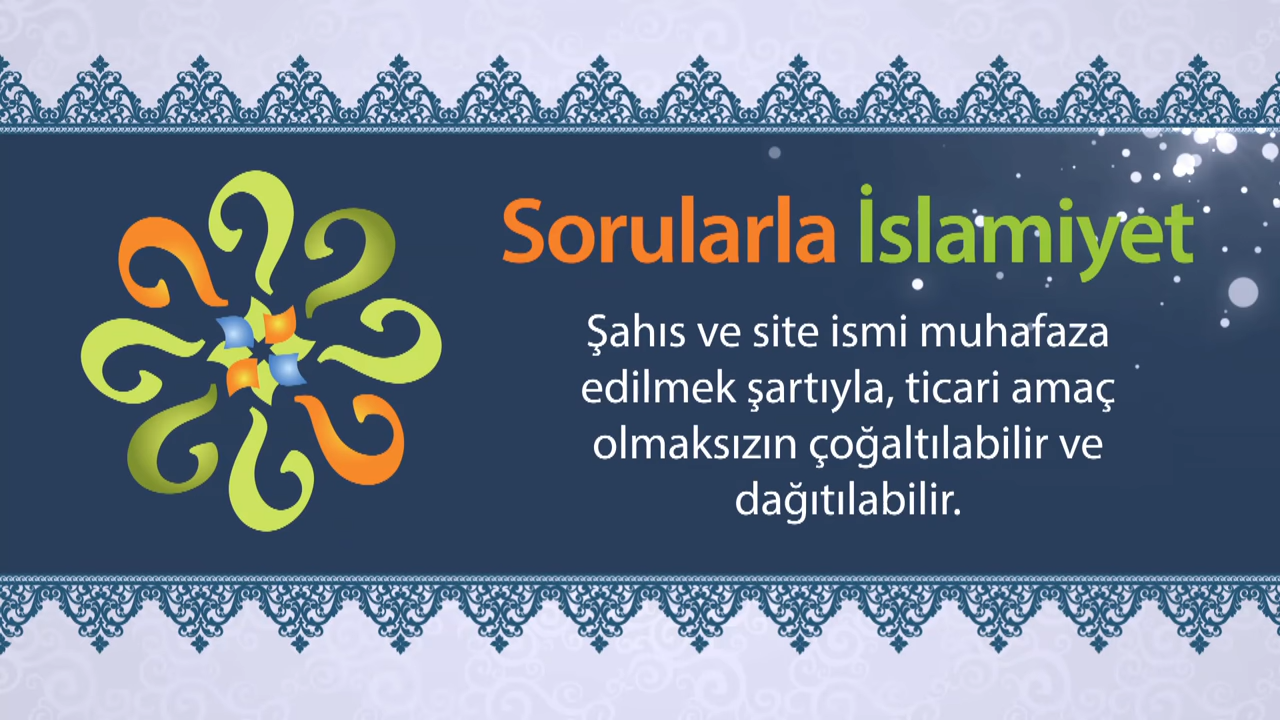 Sorularla İslamiyet
Şahıs ve site ismi muhafaza
edilmek şartıyla, ticari amaç
olmaksızın çoğaltılabilir ve
dağıtılabilir.